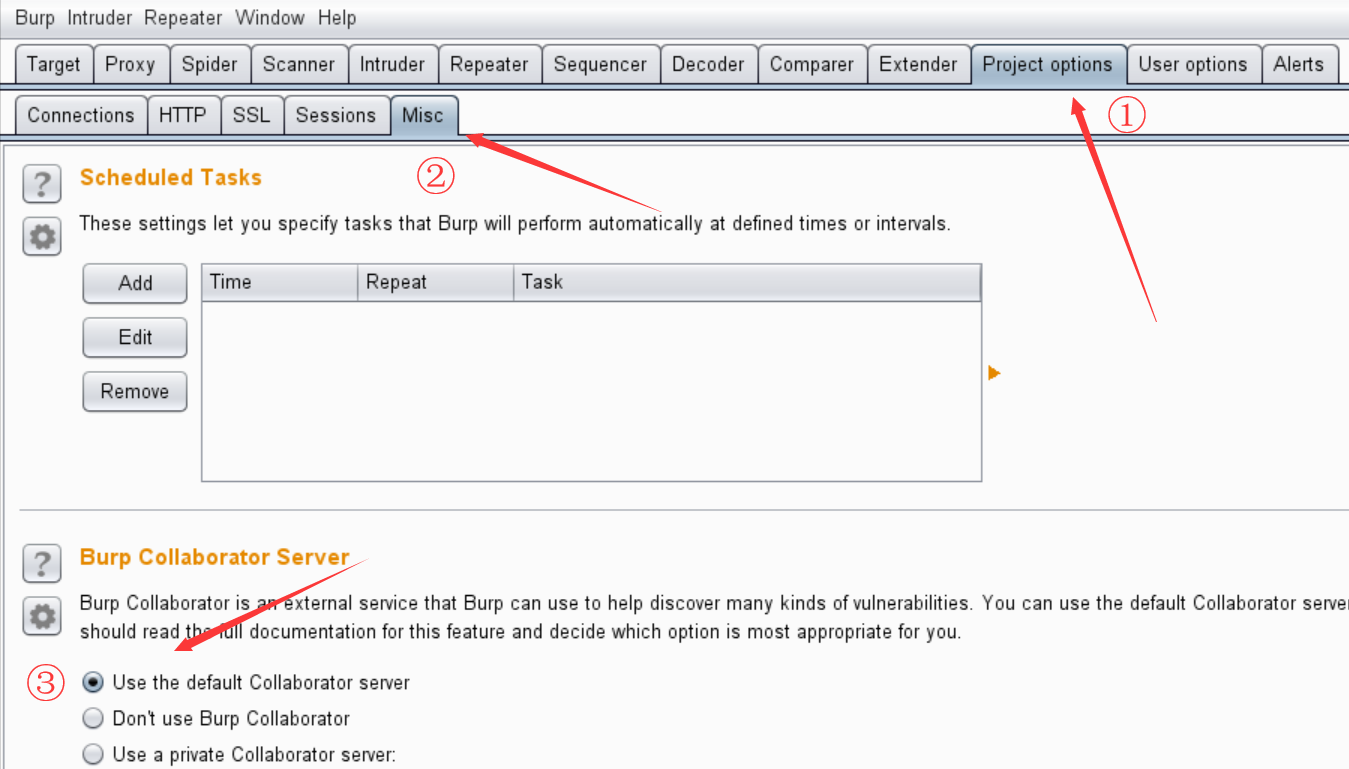 Burp Intruder Repeater Window Help
Target Proxy Spider Scanner Intruder Repeater Sequencer Decoder Comparer Extender Project options User options Alerts
Connections HTTP SSL Sessions Misc
①
②
? Scheduled Tasks
These settings let you specify tasks that Burp will perform automatically at defined times or intervals.
Add Time Repeat Task
Edit
Remove
? Burp Collaborator Server
Burp Collaborator is an external service that Burp can use to help discover many kinds of vulnerabilities. You can use the default Collaborator server
should read the full documentation for this feature and decide which option is most appropriate for you.
③ Use the default Collaborator server
Don't use Burp Collaborator
Use a private Collaborator server: